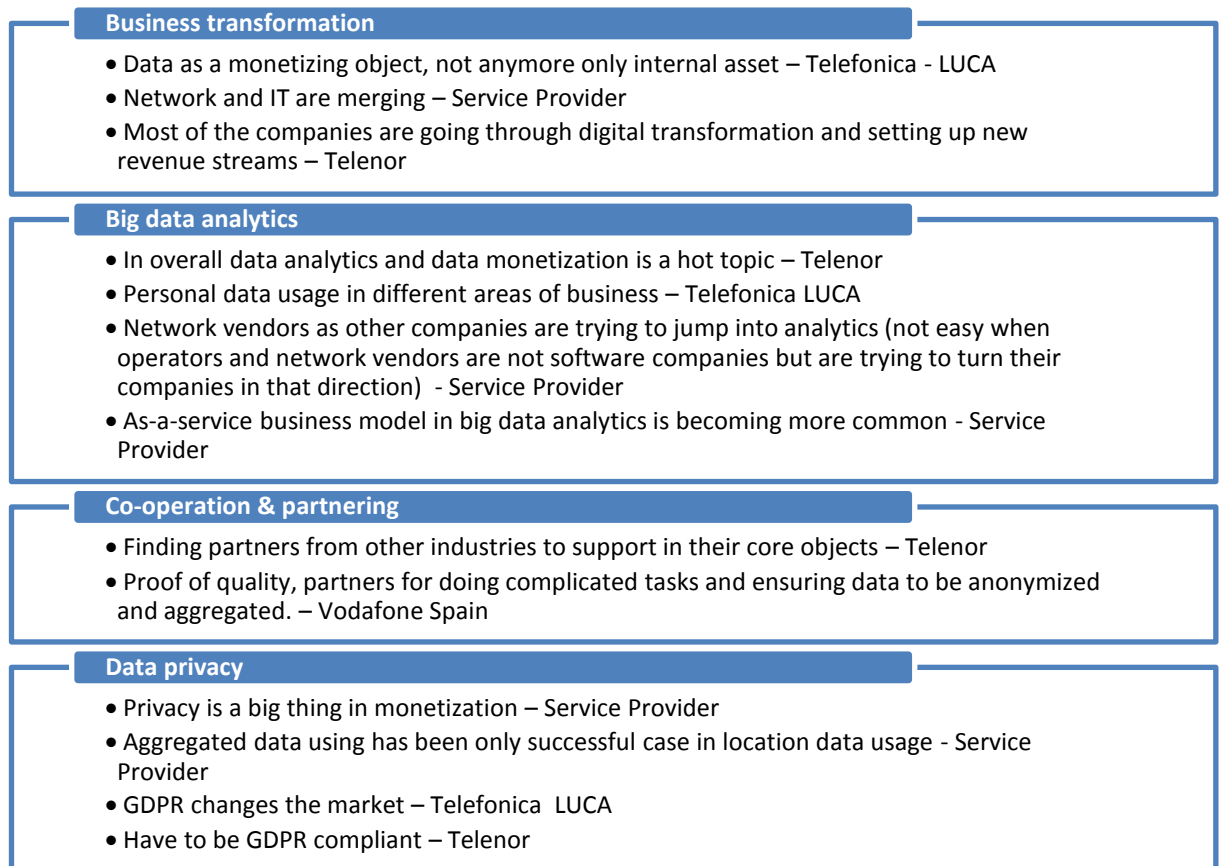 Business transformation
• Data as a monetizing object, not anymore only internal asset – Telefonica - LUCA
• Network and IT are merging – Service Provider
• Most of the companies are going through digital transformation and setting up new
revenue streams – Telenor
Big data analytics
• In overall data analytics and data monetization is a hot topic – Telenor
• Personal data usage in different areas of business – Telefonica LUCA
• Network vendors as other companies are trying to jump into analytics (not easy when
operators and network vendors are not software companies but are trying to turn their
companies in that direction)  - Service Provider
• As-a-service business model in big data analytics is becoming more common - Service
Provider
Co-operation & partnering
• Finding partners from other industries to support in their core objects – Telenor
• Proof of quality, partners for doing complicated tasks and ensuring data to be anonymized
and aggregated. – Vodafone Spain
Data privacy
• Privacy is a big thing in monetization – Service Provider
• Aggregated data using has been only successful case in location data usage - Service
Provider
• GDPR changes the market – Telefonica  LUCA
• Have to be GDPR compliant – Telenor